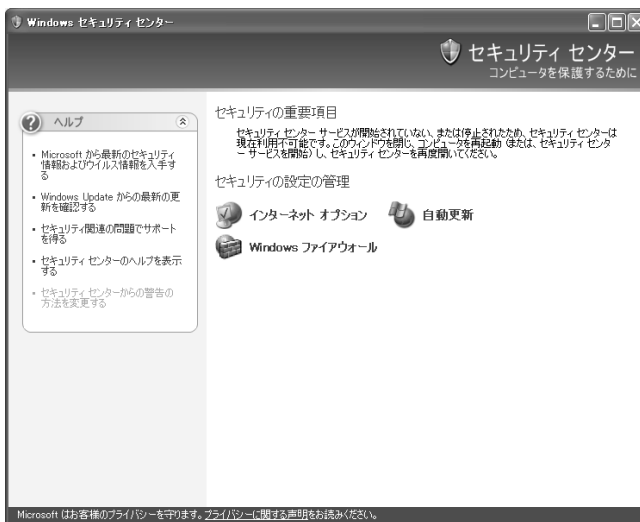 Windows セキュリティ センター
セキュリティ センター
コンピュータを保護するために
ヘルプ
Microsoft から最新のセキュリティ
情報およびウイルス情報を入手す
る
Windows Update からの最新の更
新を確認する
セキュリティ関連の問題でサポート
を得る
セキュリティ センターのヘルプを表示
する
セキュリティ センターからの警告の
方法を変更する
セキュリティの重要項目
セキュリティ センター サービスが開始されていない、または停止されたため、セキュリティ センターは
現在利用不可能です。このウィンドウを閉じ、コンピュータを再起動 (または、セキュリティ センタ
ー サービスを開始) し、セキュリティ センターを再度開いてください。
セキュリティの設定の管理
インターネット オプション
自動更新
Windows ファイアウォール
Microsoft はお客様のプライバシーを守ります。プライバシーに関する声明をお読みください。